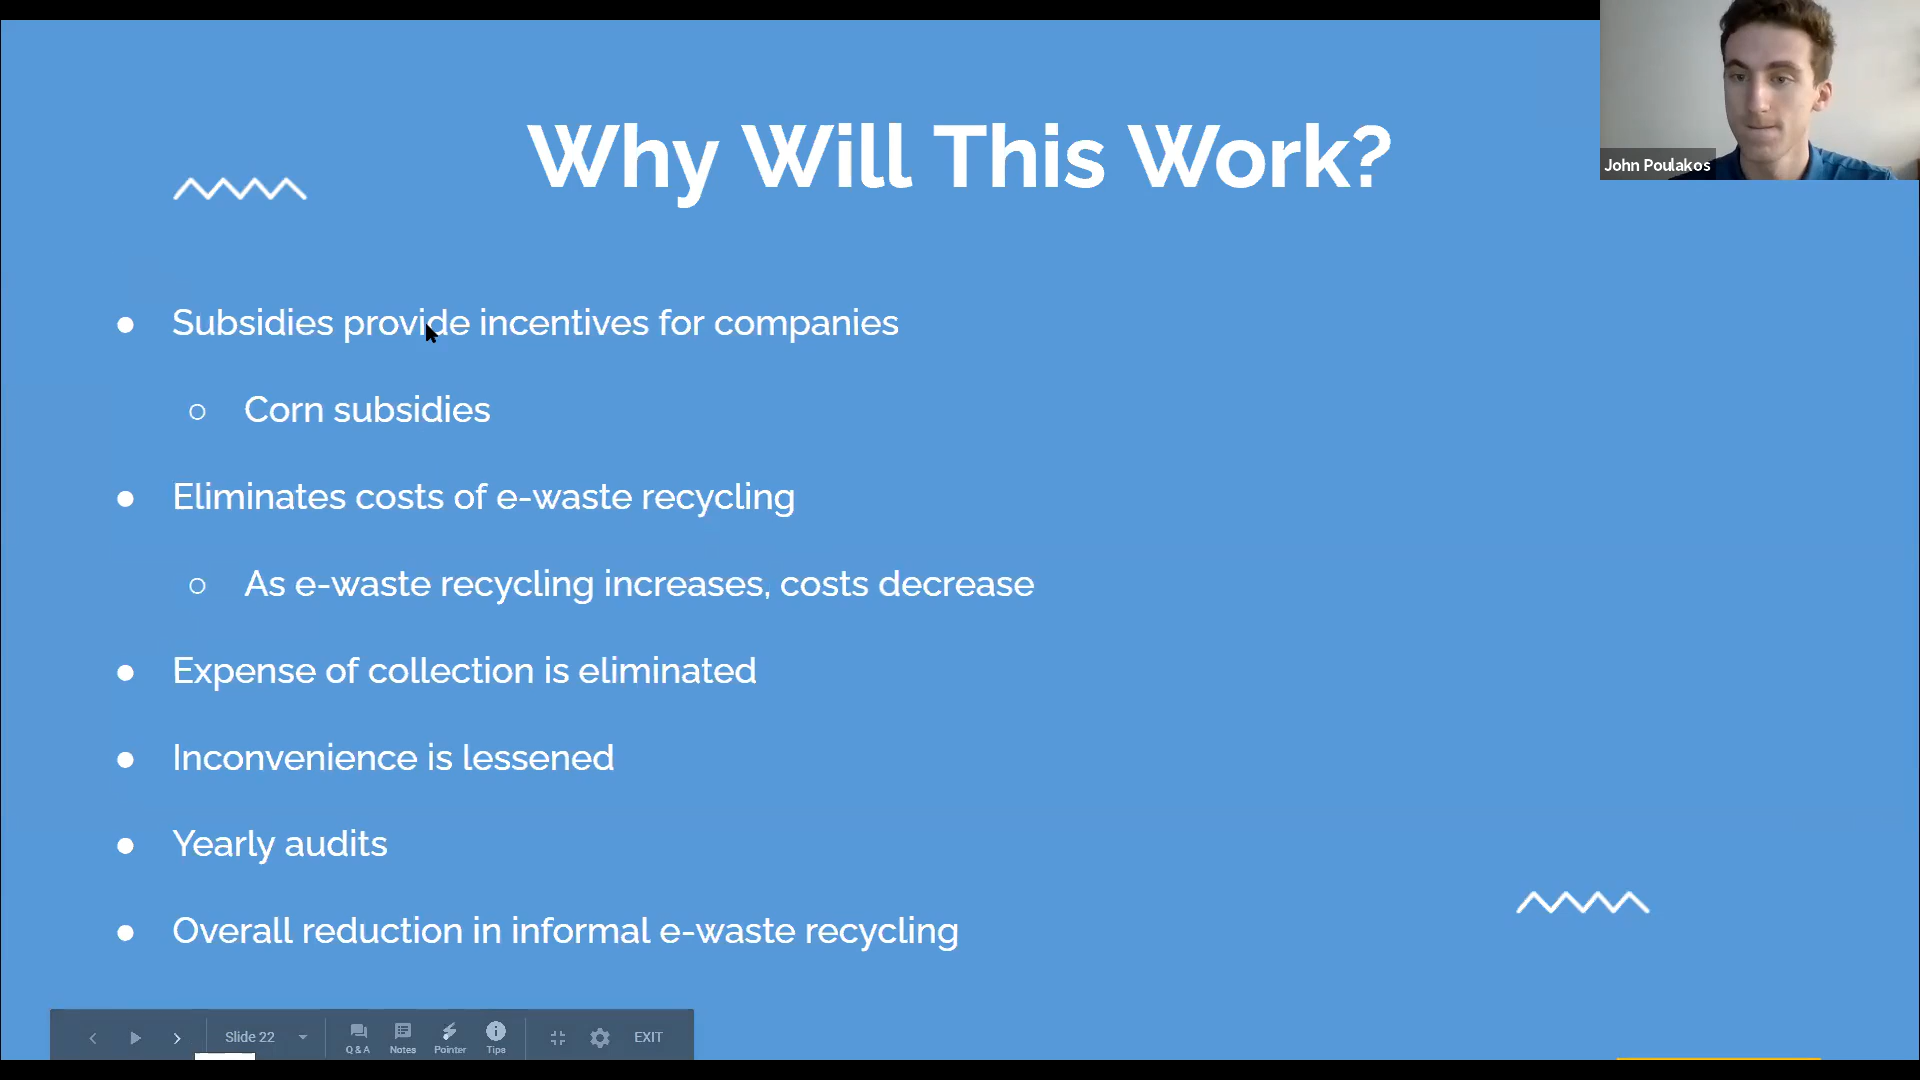 Why Will This Work?
John Poulakos
● Subsidies provide incentives for companies
○ Corn subsidies
● Eliminates costs of e-waste recycling
○ As e-waste recycling increases, costs decrease
● Expense of collection is eliminated
● Inconvenience is lessened
● Yearly audits
● Overall reduction in informal e-waste recycling
Slide 22 Q & A Notes Pointer Tips EXIT